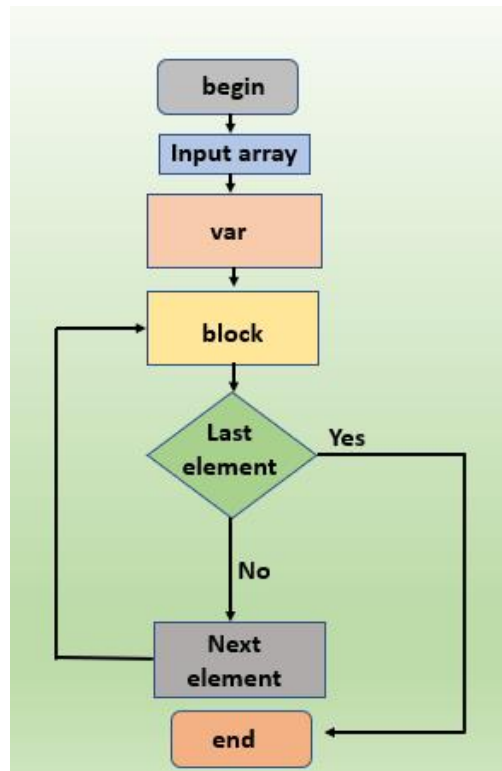 begin
Input array
var
block
Last
element
Yes
No
Next
element
end